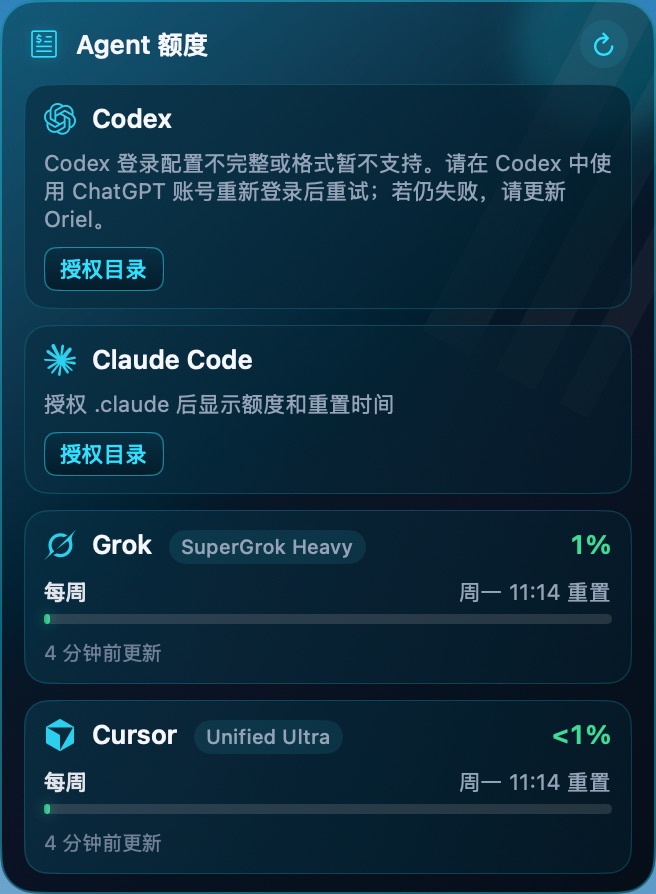 Agent 额度
Codex
Codex 登录配置不完整或格式暂不支持。请在 Codex 中使
用 ChatGPT 账号重新登录后重试；若仍失败，请更新
Oriel。
授权目录
Claude Code
授权 .claude 后显示额度和重置时间
授权目录
Grok SuperGrok Heavy 1%
每周 周一 11:14 重置
4 分钟前更新
Cursor Unified Ultra <1%
每周 周一 11:14 重置
4 分钟前更新